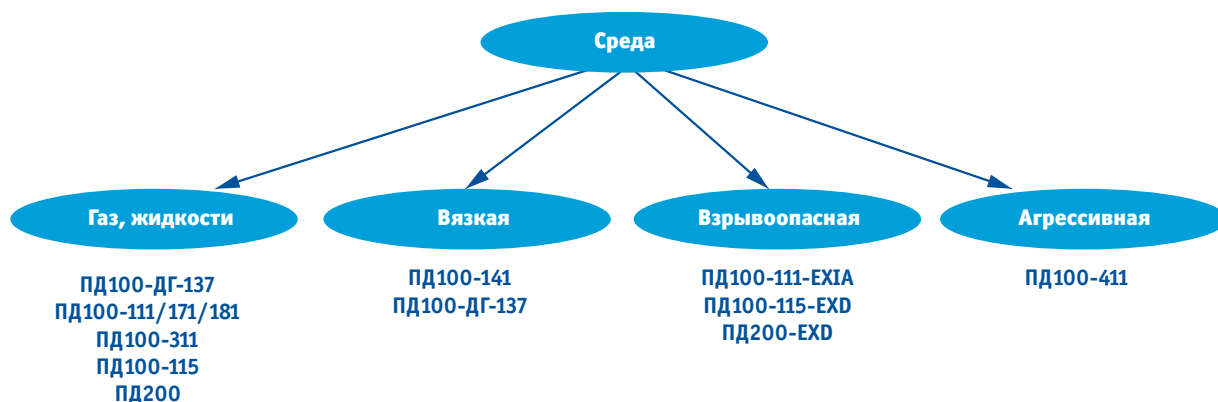 Среда
Газ, жидкости
Вязкая
Взрывоопасная
Агрессивная
ПД100-ДГ-137
ПД100-111/171/181
ПД100-311
ПД100-115
ПД200
ПД100-141
ПД100-ДГ-137
ПД100-111-EXIA
ПД100-115-EXD
ПД200-EXD
ПД100-411